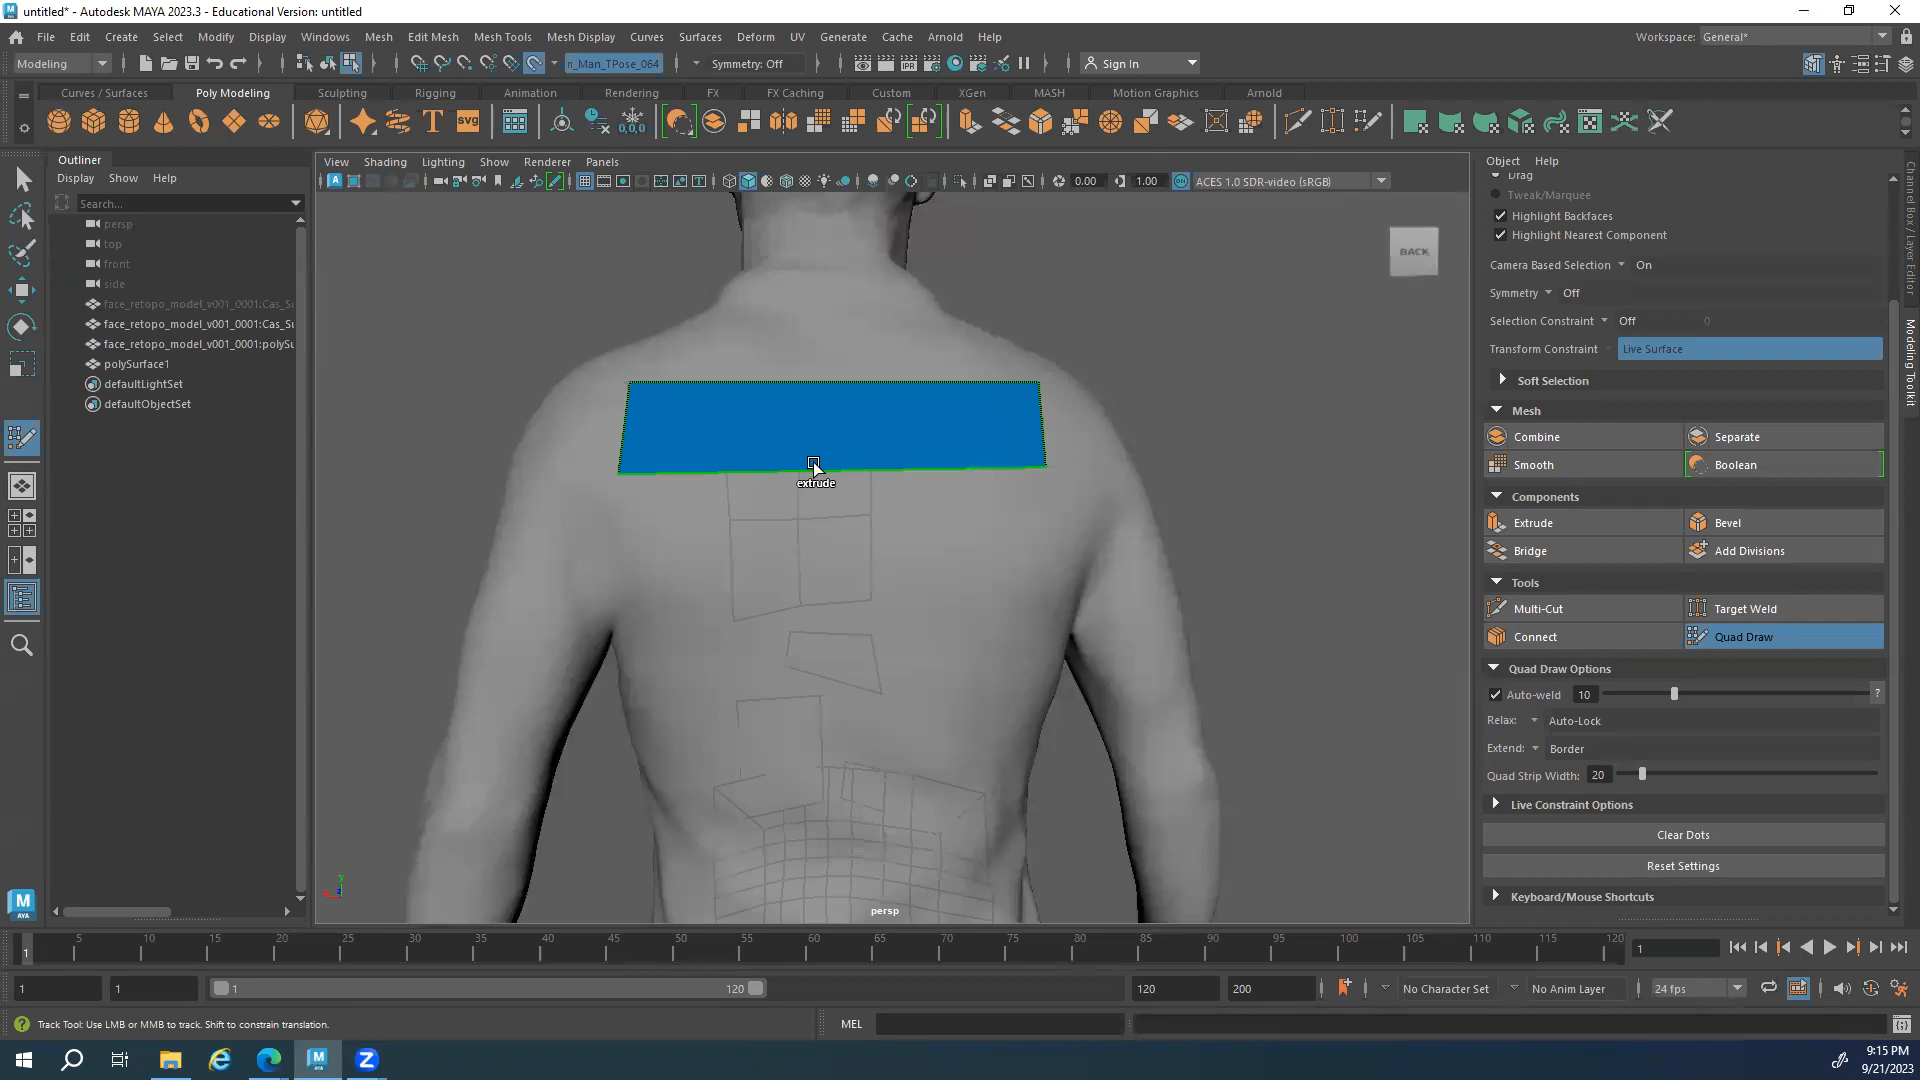 untitled* - Autodesk MAYA 2023.3 - Educational Version: untitled
File Edit Create Select Modify Display Windows Mesh Edit Mesh Mesh Tools Mesh Display Curves Surfaces Deform UV Generate Cache Arnold Help
Workspace: General*
Modeling
n_Man_TPose_064
Symmetry: Off
Sign In
Curves / Surfaces Poly Modeling Sculpting Rigging Animation Rendering FX FX Caching Custom XGen MASH Motion Graphics Arnold
Outliner
Display Show Help
Search...
persp
top
front
side
face_retopo_model_v001_0001:Cas_Su
face_retopo_model_v001_0001:Cas_Su
face_retopo_model_v001_0001:polySu
polySurface1
defaultLightSet
defaultObjectSet
View Shading Lighting Show Renderer Panels
0.00 1.00 ACES 1.0 SDR-video (sRGB)
BACK
extrude
persp
Object Help
Drag
Tweak/Marquee
Highlight Backfaces
Highlight Nearest Component
Camera Based Selection On
Symmetry Off
Selection Constraint Off 0
Transform Constraint Live Surface
Soft Selection
Mesh
Combine Separate
Smooth Boolean
Components
Extrude Bevel
Bridge Add Divisions
Tools
Multi-Cut Target Weld
Connect Quad Draw
Quad Draw Options
Auto-weld 10 ?
Relax: Auto-Lock
Extend: Border
Quad Strip Width: 20
Live Constraint Options
Clear Dots
Reset Settings
Keyboard/Mouse Shortcuts
Channel Box / Layer Editor
Modeling Toolkit
1 5 10 15 20 25 30 35 40 45 50 55 60 65 70 75 80 85 90 95 100 105 110 115 120
1
1 1 1 120 120 200 No Character Set No Anim Layer 24 fps
Track Tool: Use LMB or MMB to track. Shift to constrain translation.
MEL
9:15 PM
9/21/2023